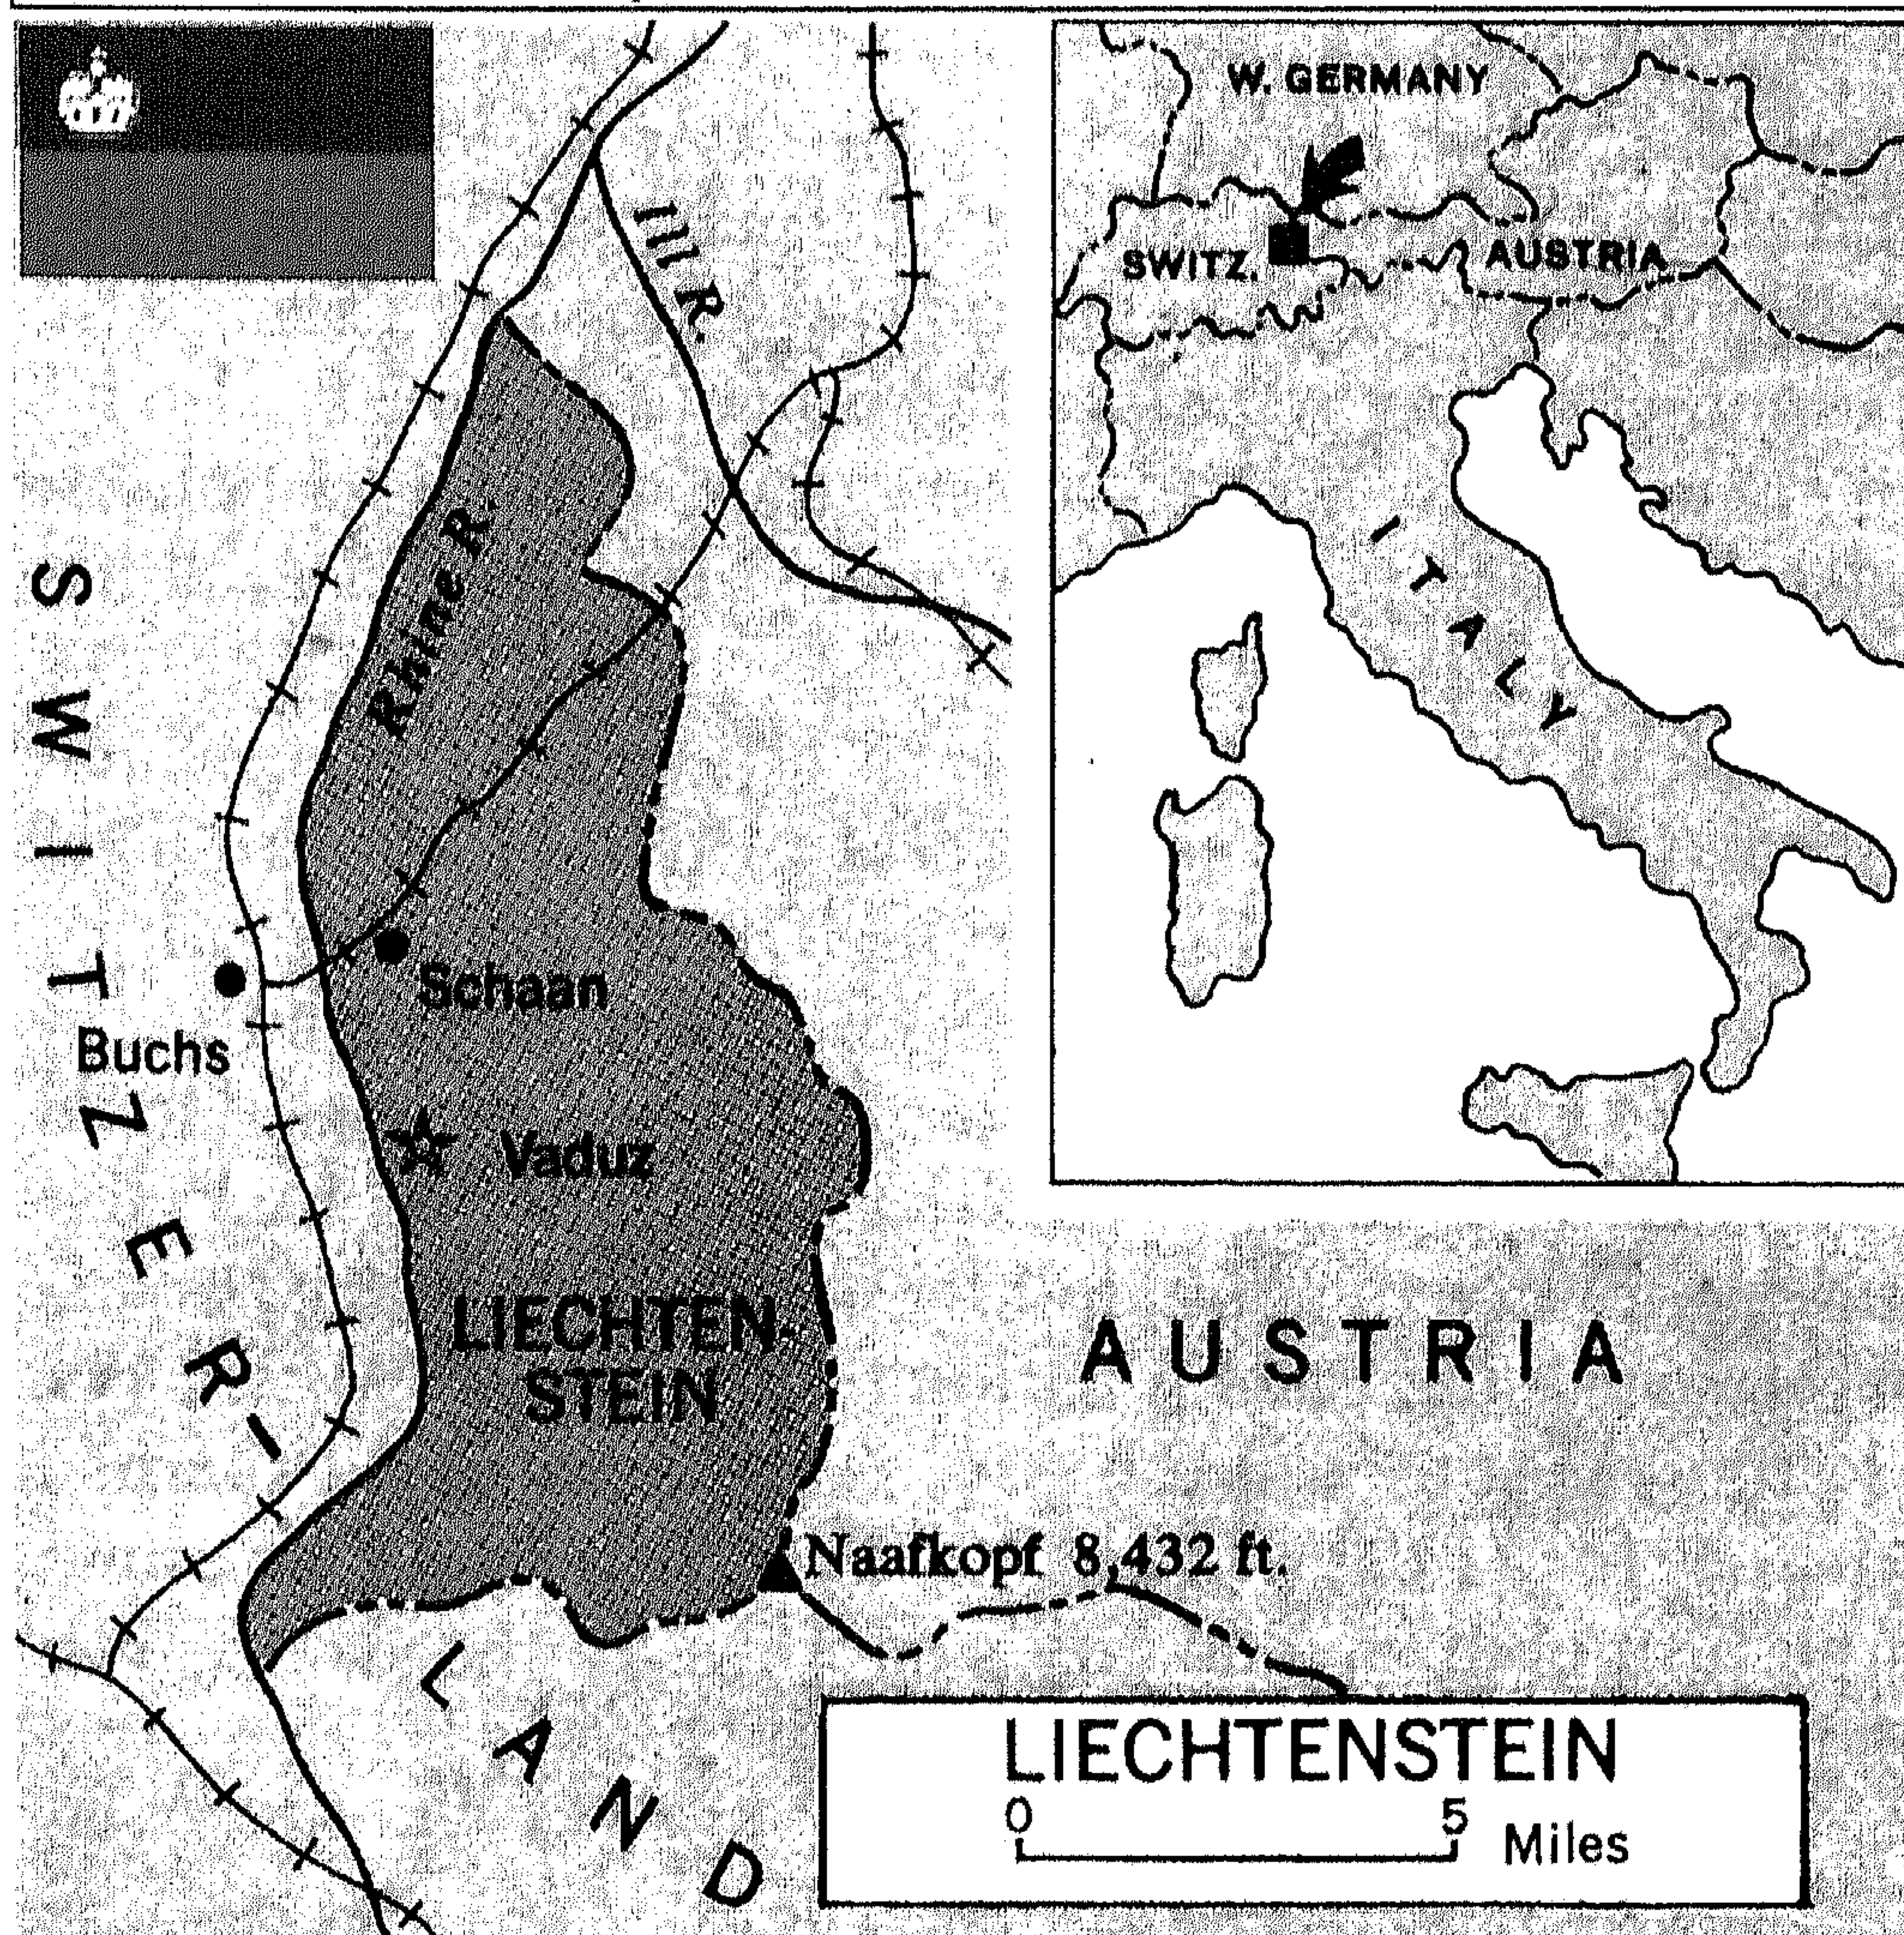 W. GERMANY
SWITZ.
AUSTRIA
ITALY
Ill R.
Rhine R.
SWITZERLAND
Schaan
Buchs
Vaduz
LIECHTEN-
STEIN
AUSTRIA
Naafkopf 8,432 ft.
LIECHTENSTEIN
0 5
Miles